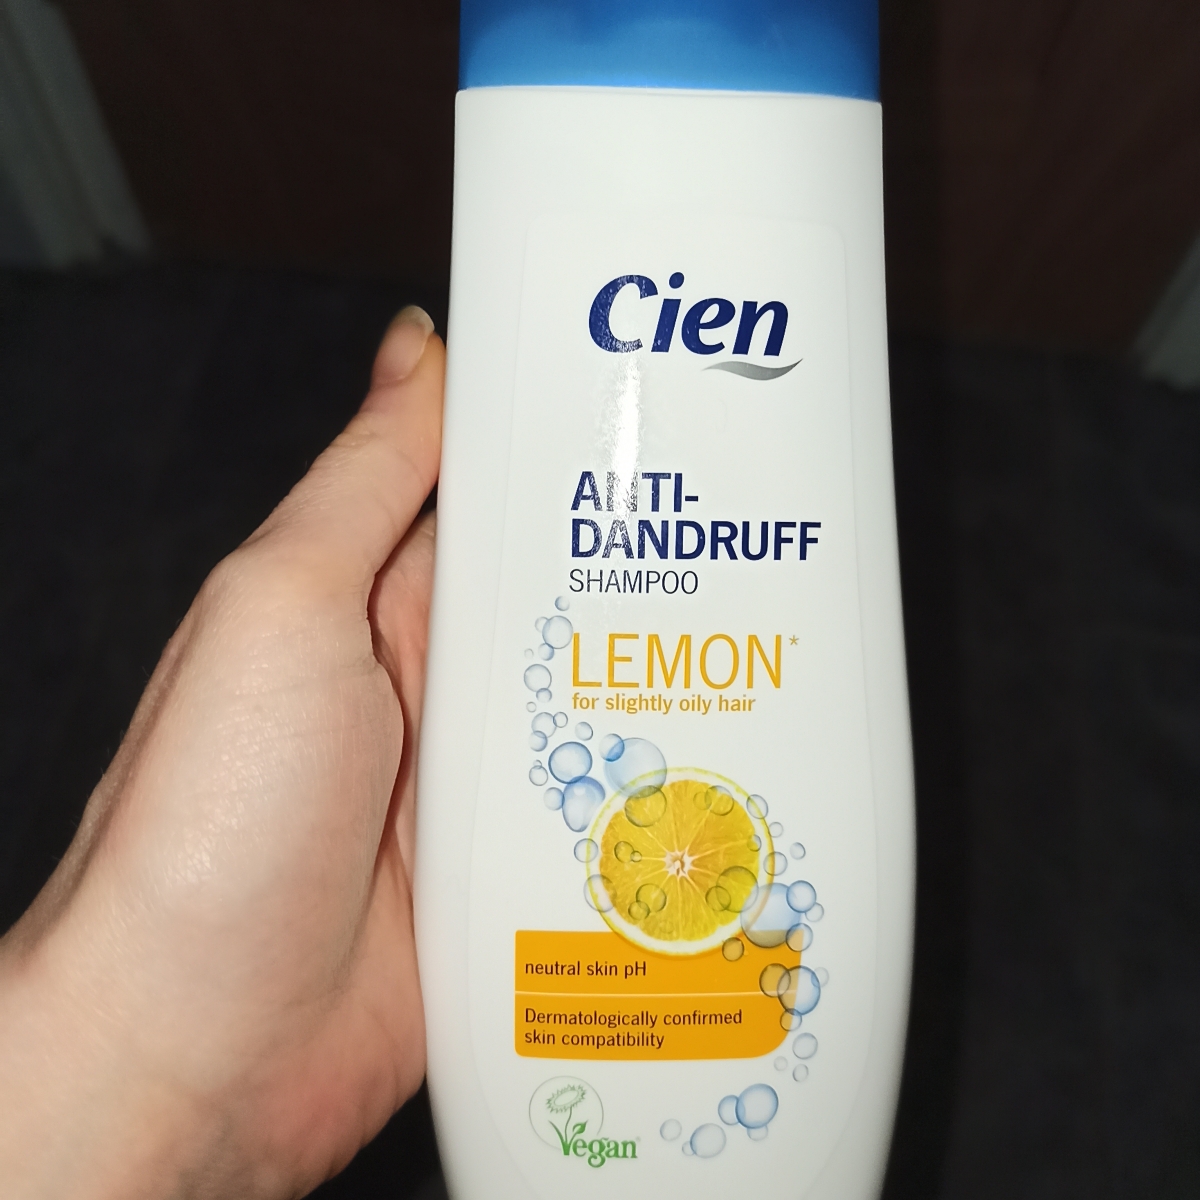 Cien
ANTI-
DANDRUFF
SHAMPOO
LEMON*
for slightly oily hair
neutral skin pH
Dermatologically confirmed
skin compatibility
Vegan